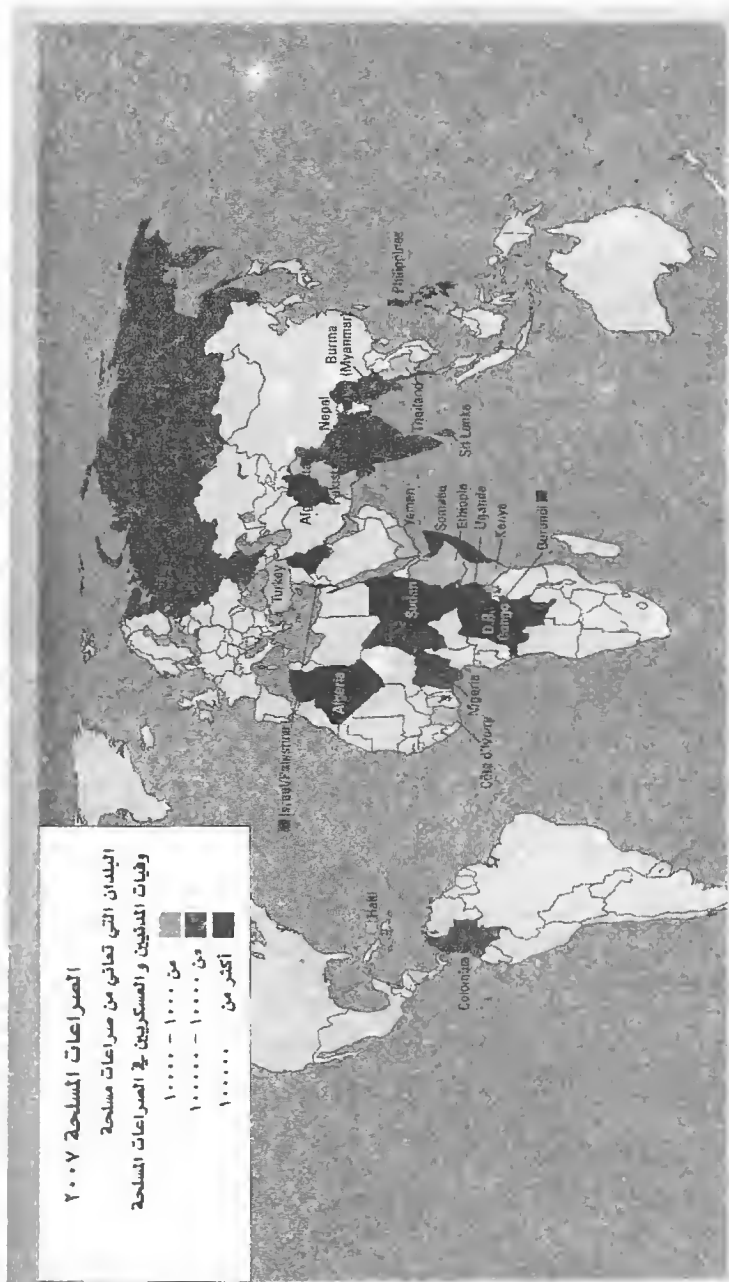 الصراعات المسلحة ٢٠٠٧
البلدان التي تعاني من صراعات مسلحة
وفيات المدنيين والعسكريين في الصراعات المسلحة
من ١٠٠٠ – ١٠٠٠٠
من ١٠٠٠٠ – ١٠٠٠٠٠
أكثر من ١٠٠٠٠٠
Israel/Palestine
Haiti
Colombia
Algeria
Côte d'Ivory
Nigeria
Turkey
Sudan
D.R. Congo
Yemen
Somalia
Ethiopia
Uganda
Kenya
Burundi
Nepal
Burma
(Myanmar)
Thailand
Sri Lanka
Philippines